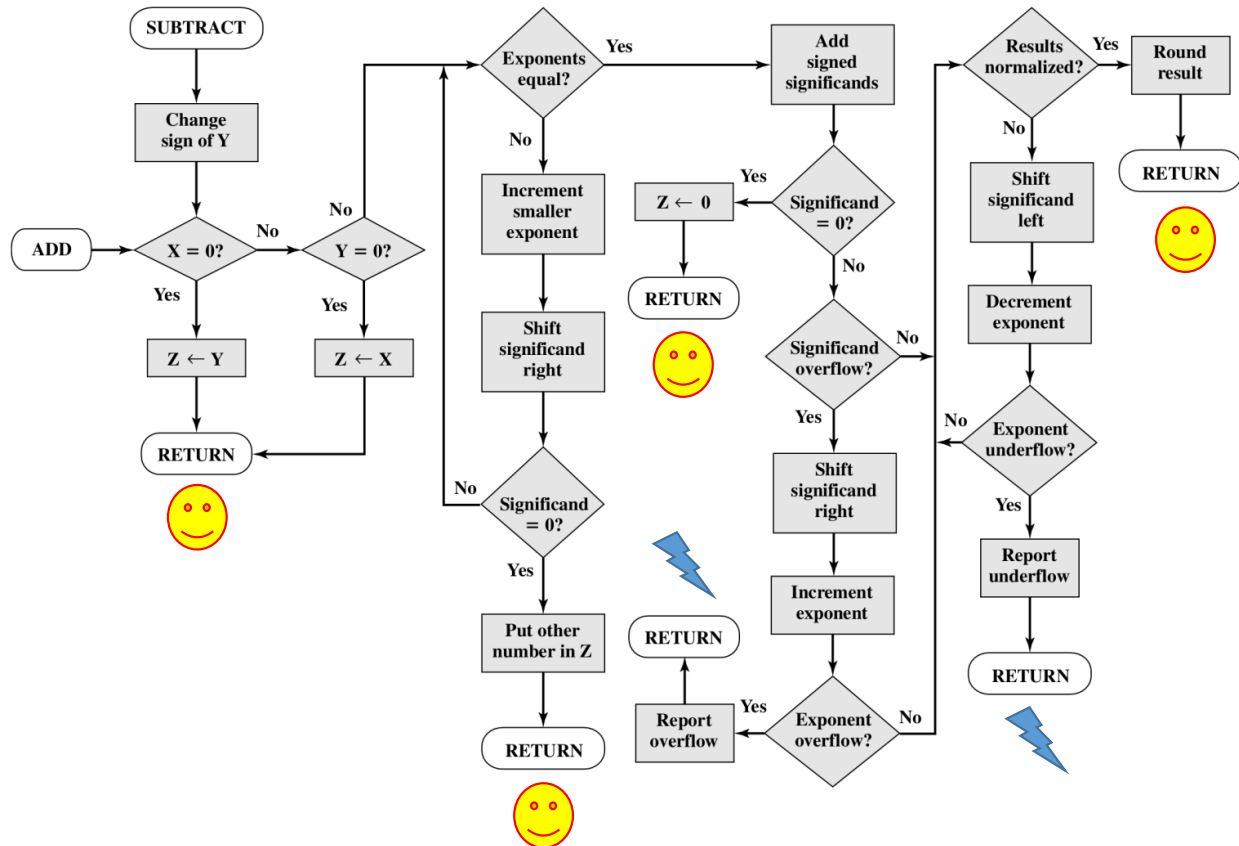 SUBTRACT
Change
sign of Y
ADD
X = 0?
No
Yes
Z ← Y
RETURN
Y = 0?
No
Yes
Z ← X
Exponents
equal?
Yes
No
Increment
smaller
exponent
Shift
significand
right
Significand
= 0?
No
Yes
Put other
number in Z
RETURN
Add
signed
significands
Significand
= 0?
Yes
Z ← 0
RETURN
No
Significand
overflow?
No
Yes
Shift
significand
right
Increment
exponent
Exponent
overflow?
Yes
Report
overflow
RETURN
No
Results
normalized?
Yes
Round
result
RETURN
No
Shift
significand
left
Decrement
exponent
Exponent
underflow?
No
Yes
Report
underflow
RETURN